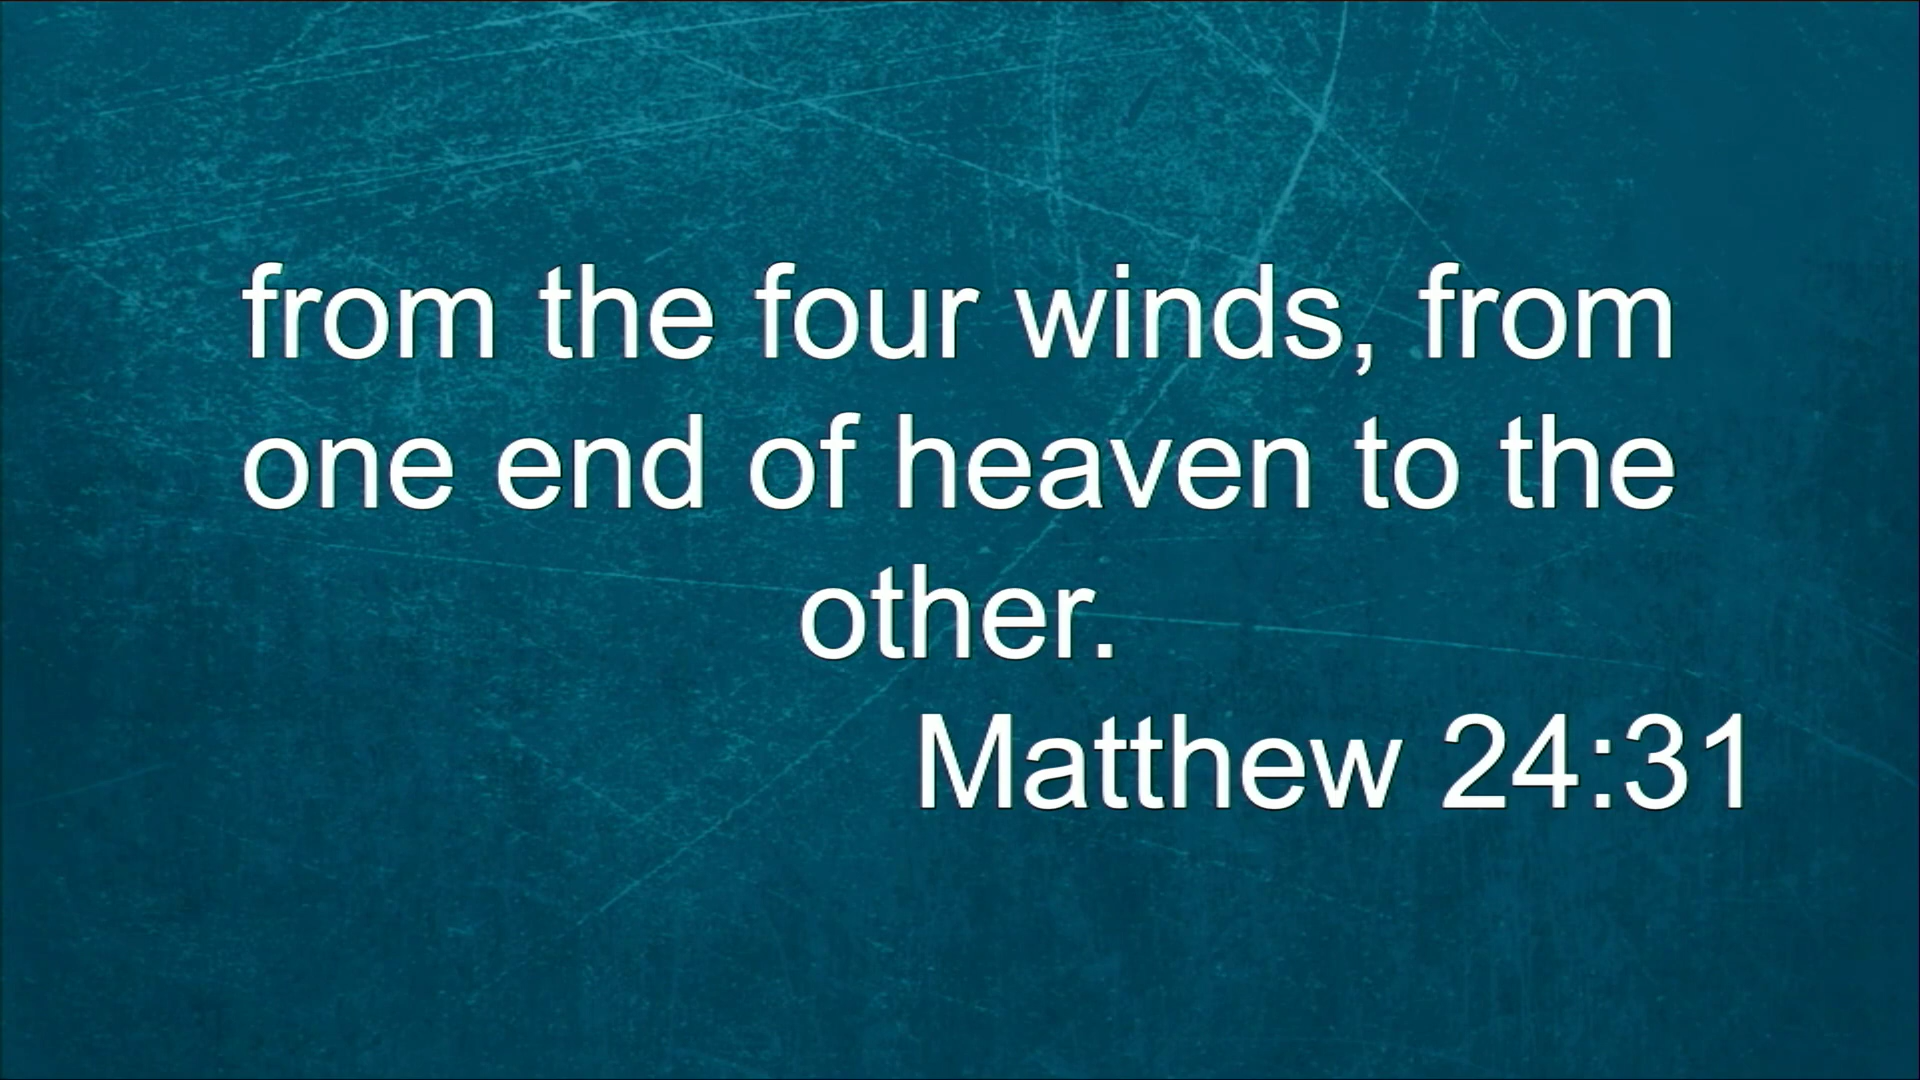 from the four winds, from
one end of heaven to the
other.
Matthew 24:31